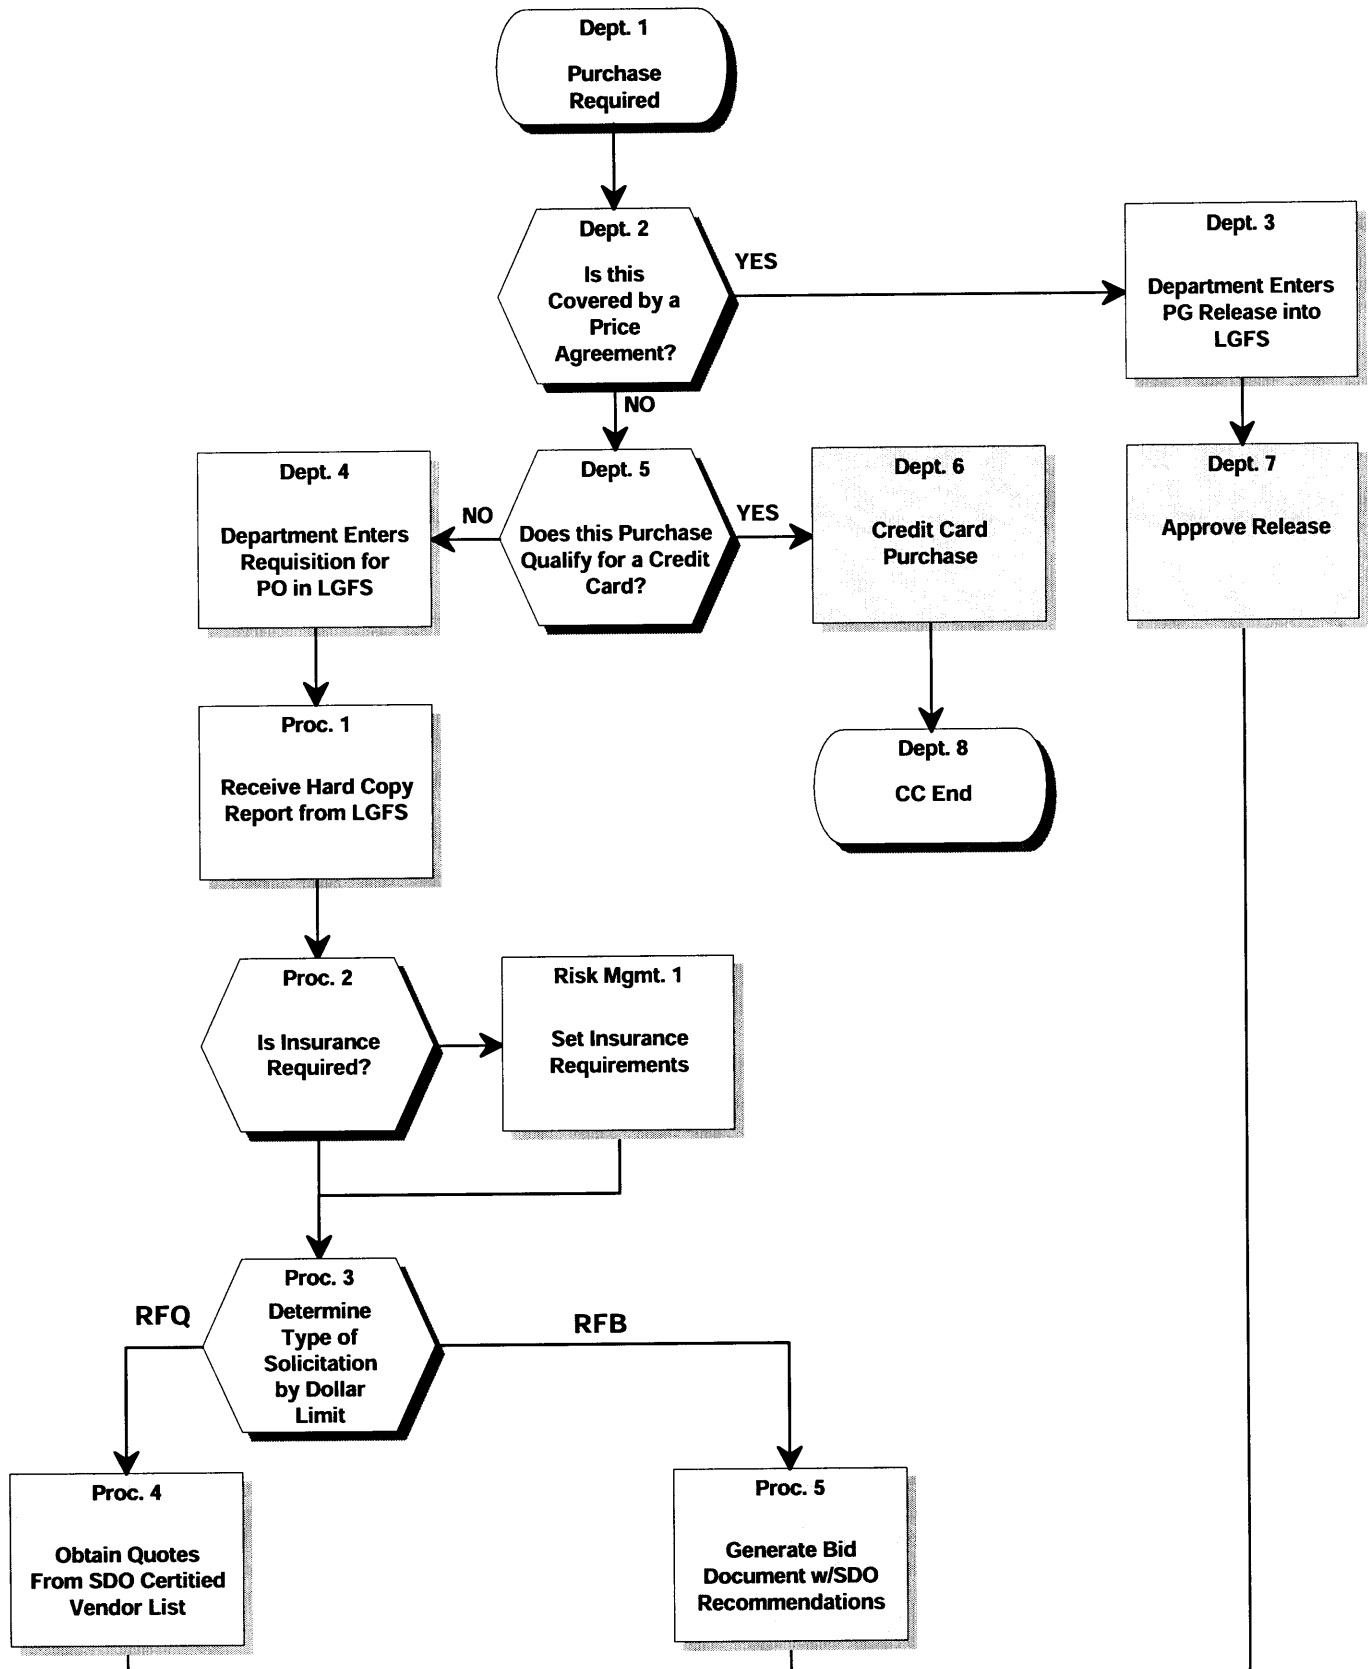 Dept. 1
Purchase
Required
Dept. 2
Is this
Covered by a
Price
Agreement?
YES
Dept. 3
Department Enters
PG Release into
LGFS
NO
Dept. 4
Department Enters
Requisition for
PO in LGFS
NO
Dept. 5
Does this Purchase
Qualify for a Credit
Card?
YES
Dept. 6
Credit Card
Purchase
Dept. 7
Approve Release
Proc. 1
Receive Hard Copy
Report from LGFS
Dept. 8
CC End
Proc. 2
Is Insurance
Required?
Risk Mgmt. 1
Set Insurance
Requirements
Proc. 3
Determine
Type of
Solicitation
by Dollar
Limit
RFQ
RFB
Proc. 4
Obtain Quotes
From SDO Certitied
Vendor List
Proc. 5
Generate Bid
Document w/SDO
Recommendations